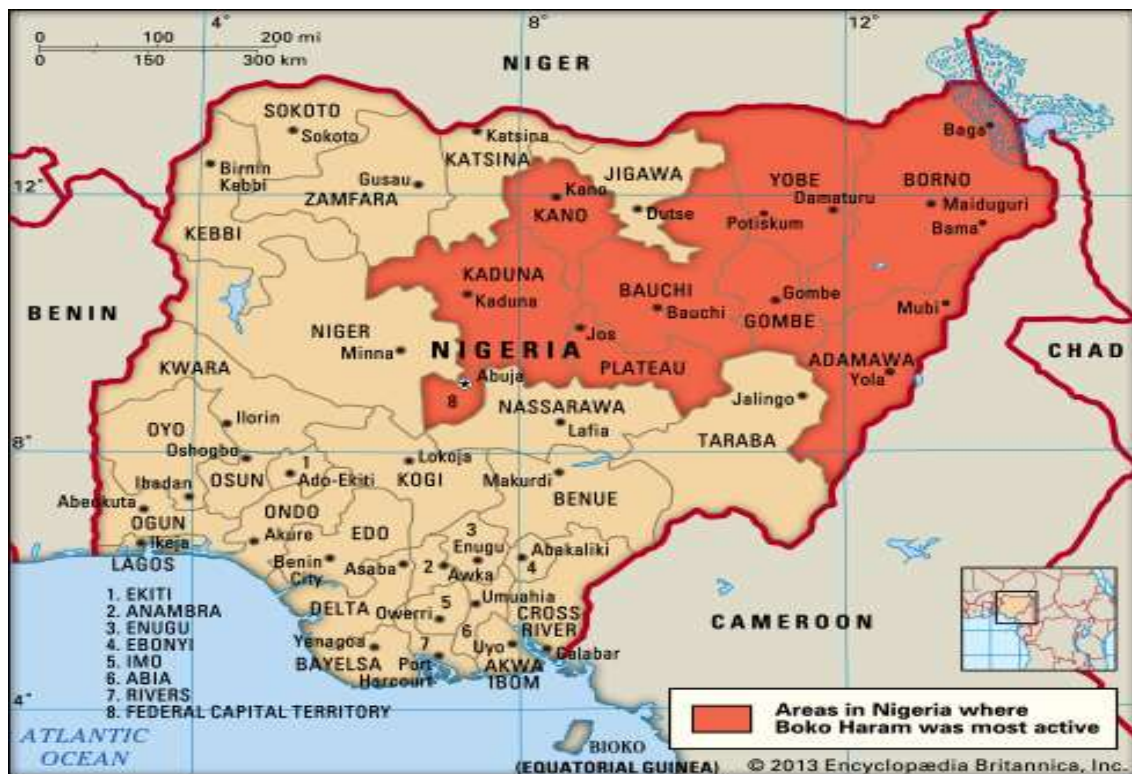 4°
8°
12°
0 100 200 mi
0 150 300 km
NIGER
SOKOTO
Sokoto
Katsina
KATSINA
Baga
Birnin
Kebbi
Gusau
JIGAWA
12°
ZAMFARA
Kano
KANO
Dutse
YOBE
Damaturu
BORNO
Maiduguri
Potiskum
Bama
KEBBI
KADUNA
Kaduna
BAUCHI
Bauchi
Gombe
GOMBE
Mubi
BENIN
NIGER
Minna
NIGERIA
Jos
CHAD
KWARA
PLATEAU
ADAMAWA
Yola
Abuja
8
NASSARAWA
Jalingo
Ilorin
Lafia
OYO
TARABA
8°
Oshogbo
1
Lokoja
Ibadan
OSUN
Ado-Ekiti
KOGI
Makurdi
BENUE
Abeokuta
OGUN
ONDO
EDO
3
Ikeja
Akure
Enugu
Abakaliki
LAGOS
Benin
City
Asaba
2
Awka
4
1. EKITI
2. ANAMBRA
3. ENUGU
4. EBONYI
5. IMO
6. ABIA
7. RIVERS
8. FEDERAL CAPITAL TERRITORY
DELTA
Owerri
5
Umuahia
CROSS
RIVER
CAMEROON
Yenagoa
7
6
Uyo
Calabar
BAYELSA
Port
Harcourt
AKWA
IBOM
4°
Areas in Nigeria where
Boko Haram was most active
ATLANTIC
OCEAN
BIOKO
(EQUATORIAL GUINEA)
© 2013 Encyclopædia Britannica, Inc.